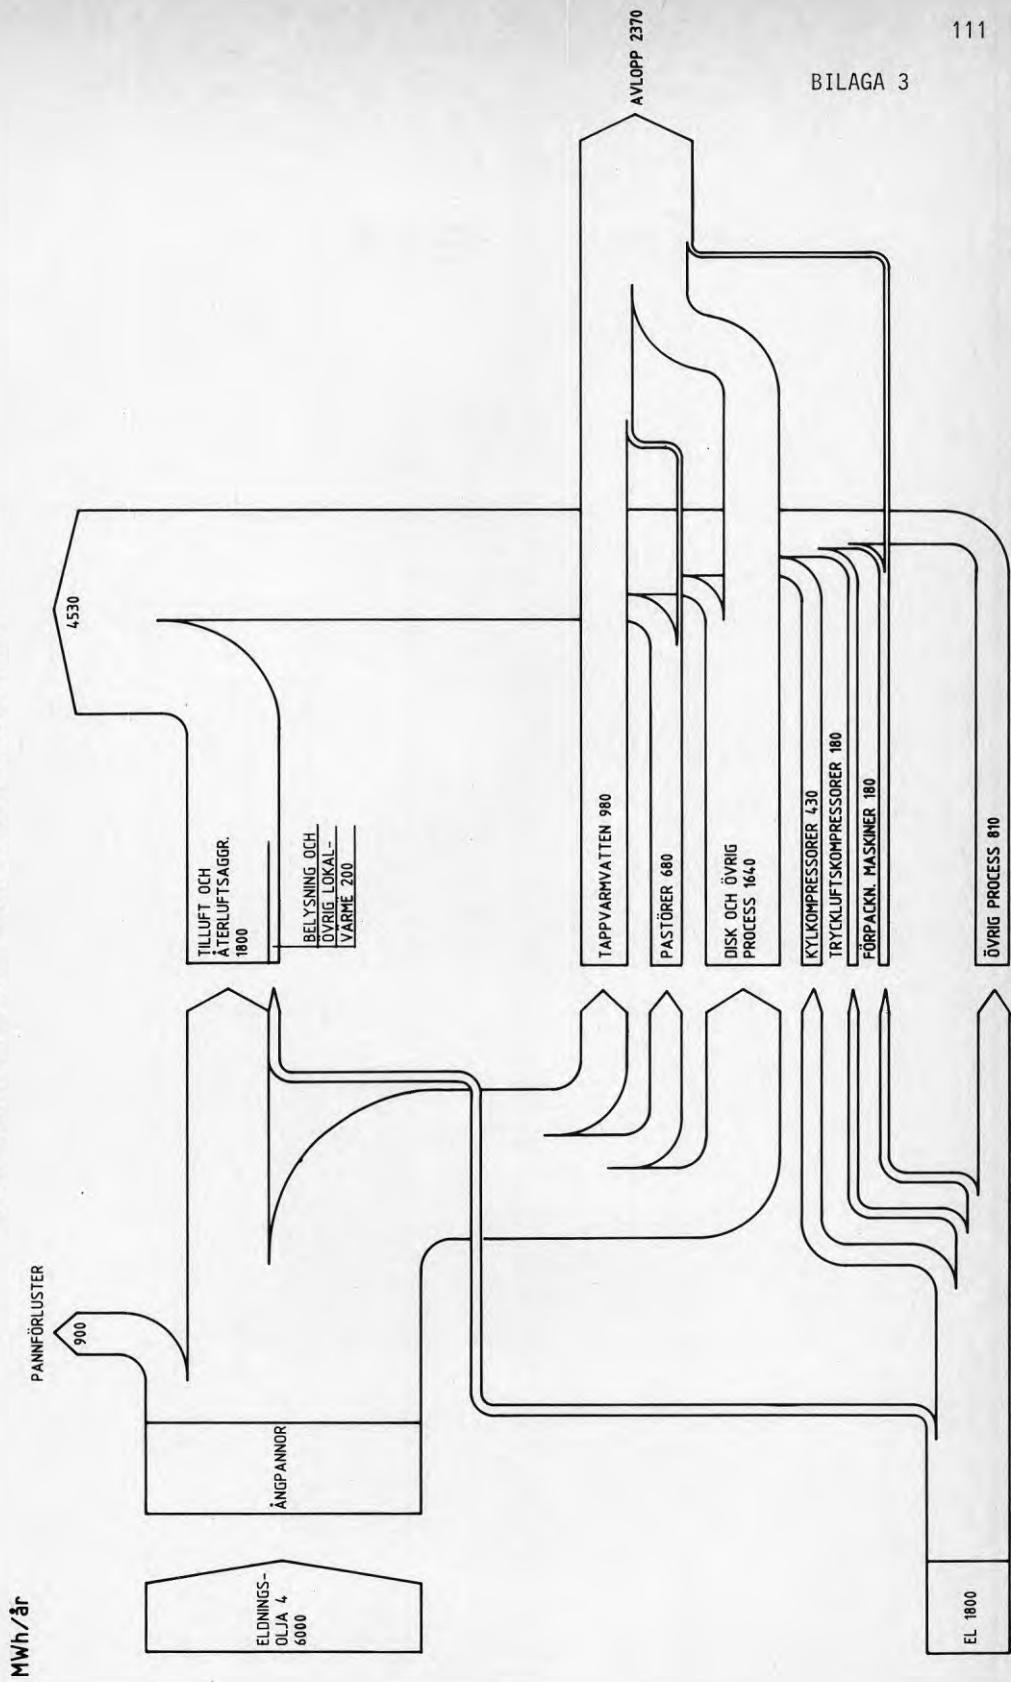 111
BILAGA 3
MWh/år
ELDNINGS-
OLJA 4
6000
ÅNGPANNOR
PANNFÖRLUSTER
900
EL 1800
TILLUFT OCH
ÅTERLUFTSAGGR.
1800
BELYSNING OCH
ÖVRIG LOKAL-
VÄRME 200
TAPPVARMVATTEN 980
PASTÖRER 680
DISK OCH ÖVRIG
PROCESS 1640
KYLKOMPRESSORER 430
TRYCKLUFTSKOMPRESSORER 180
FÖRPACKN. MASKINER 180
ÖVRIG PROCESS 810
4530
AVLOPP 2370